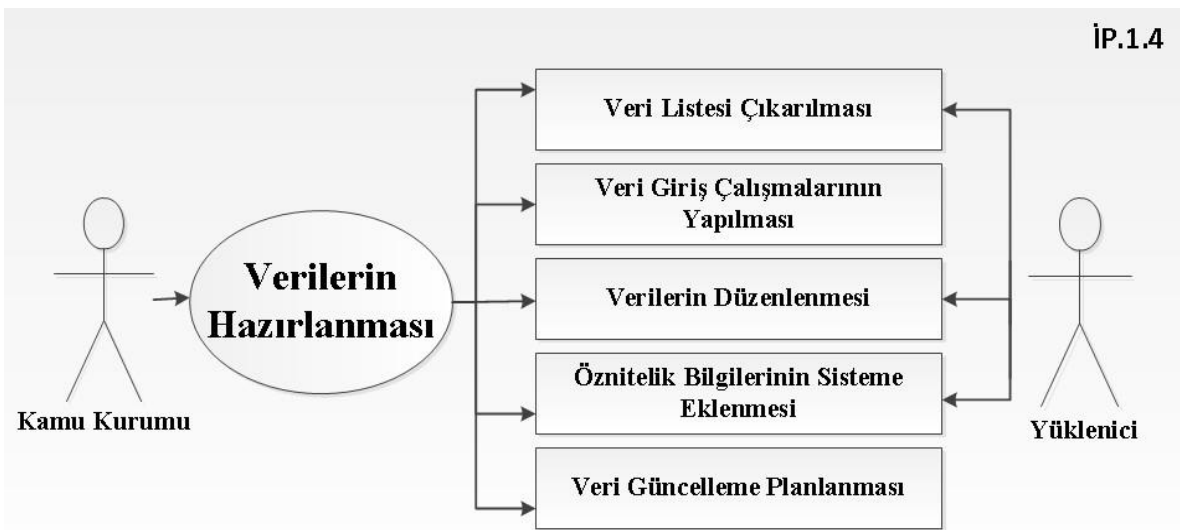 İP.1.4
Veri Listesi Çıkarılması
Veri Giriş Çalışmalarının
Yapılması
Verilerin
Hazırlanması
Verilerin Düzenlenmesi
Öznitelik Bilgilerinin Sisteme
Eklenmesi
Kamu Kurumu
Yüklenici
Veri Güncelleme Planlanması